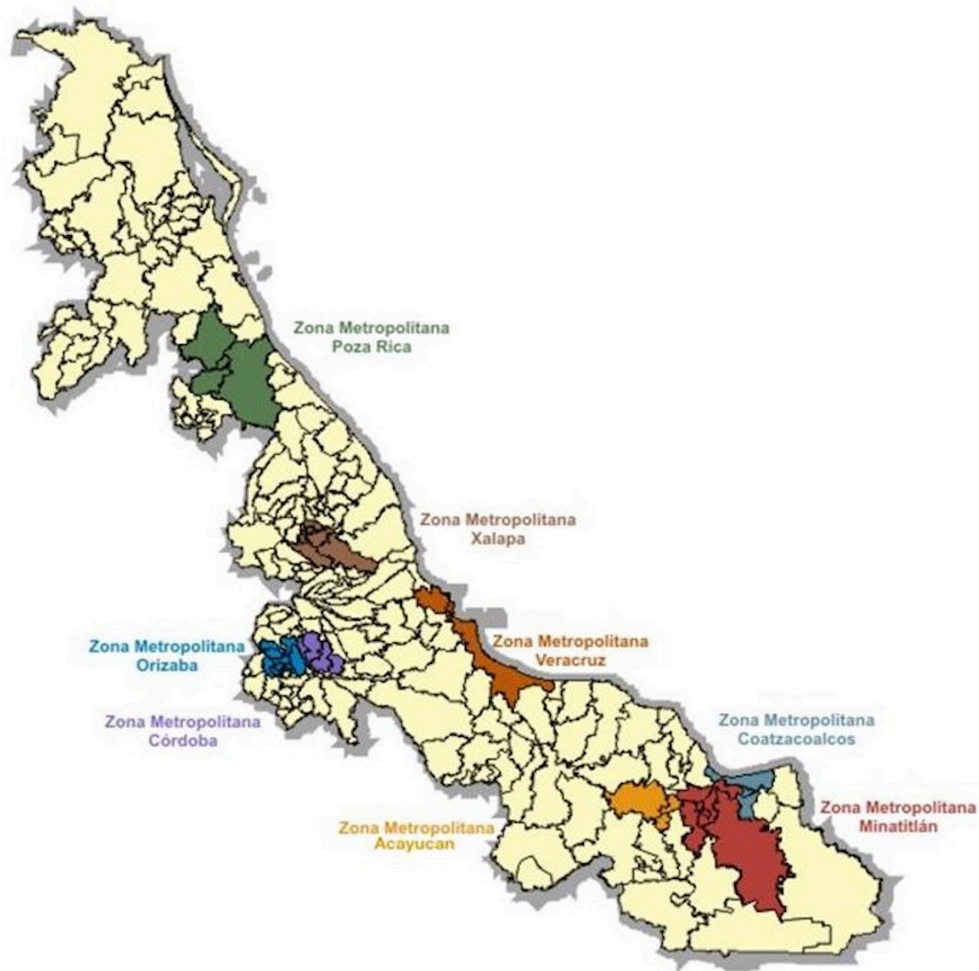 Zona Metropolitana
Poza Rica
Zona Metropolitana
Xalapa
Zona Metropolitana
Veracruz
Zona Metropolitana
Orizaba
Zona Metropolitana
Córdoba
Zona Metropolitana
Coatzacoalcos
Zona Metropolitana
Minatitlán
Zona Metropolitana
Acayucan